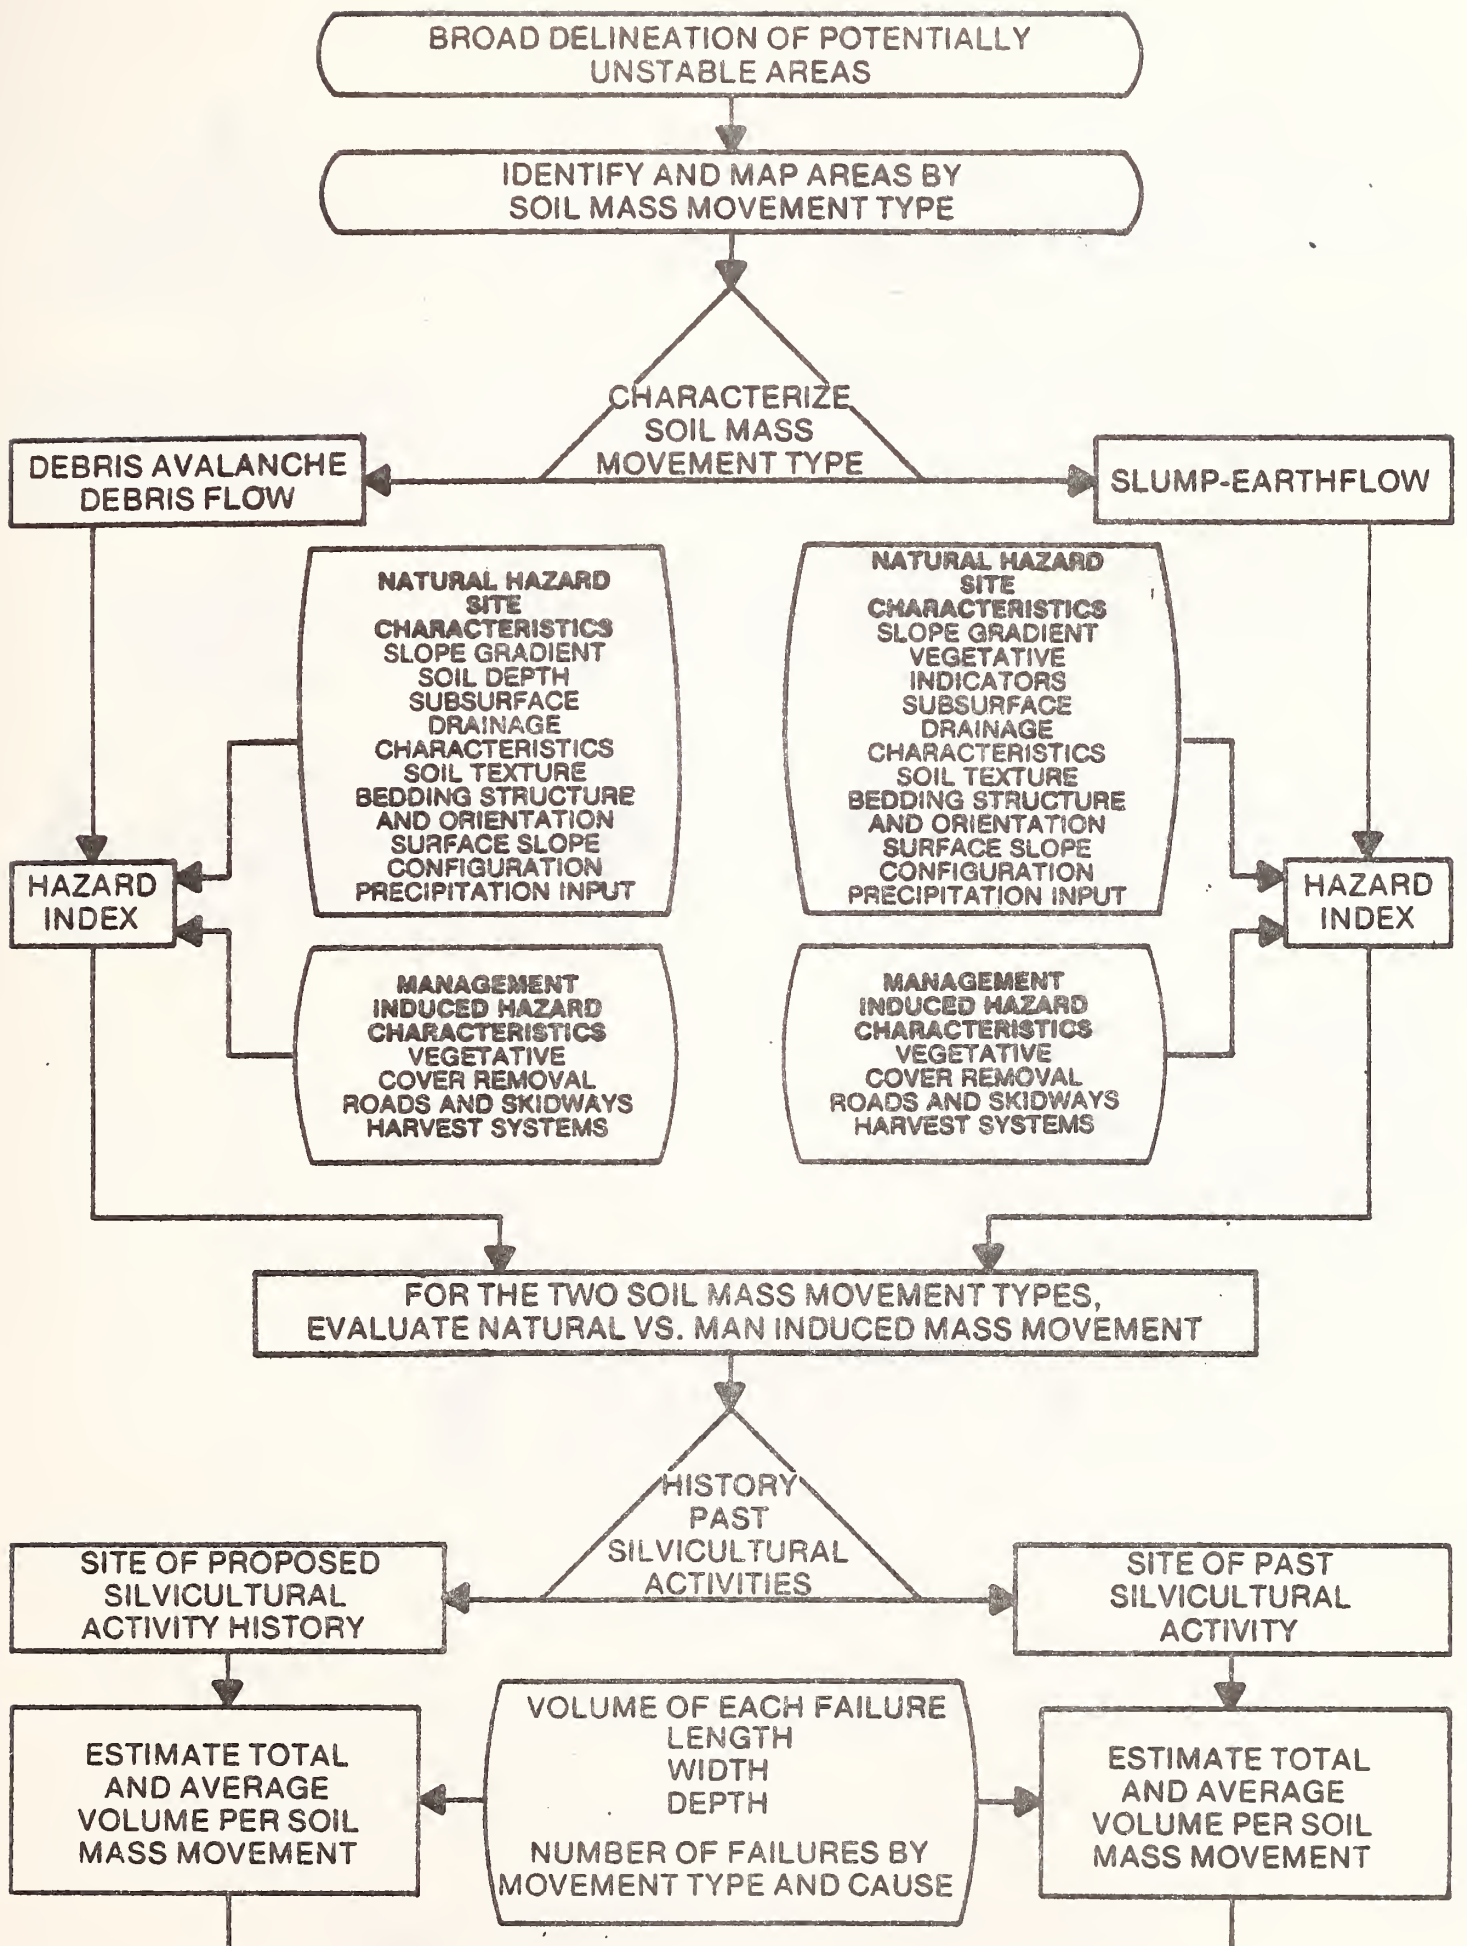 BROAD DELINEATION OF POTENTIALLY
UNSTABLE AREAS
IDENTIFY AND MAP AREAS BY
SOIL MASS MOVEMENT TYPE
CHARACTERIZE
SOIL MASS
MOVEMENT TYPE
DEBRIS AVALANCHE
DEBRIS FLOW
SLUMP-EARTHFLOW
NATURAL HAZARD
SITE
CHARACTERISTICS
SLOPE GRADIENT
SOIL DEPTH
SUBSURFACE
DRAINAGE
CHARACTERISTICS
SOIL TEXTURE
BEDDING STRUCTURE
AND ORIENTATION
SURFACE SLOPE
CONFIGURATION
PRECIPITATION INPUT
NATURAL HAZARD
SITE
CHARACTERISTICS
SLOPE GRADIENT
VEGETATIVE
INDICATORS
SUBSURFACE
DRAINAGE
CHARACTERISTICS
SOIL TEXTURE
BEDDING STRUCTURE
AND ORIENTATION
SURFACE SLOPE
CONFIGURATION
PRECIPITATION INPUT
HAZARD
INDEX
HAZARD
INDEX
MANAGEMENT
INDUCED HAZARD
CHARACTERISTICS
VEGETATIVE
COVER REMOVAL
ROADS AND SKIDWAYS
HARVEST SYSTEMS
MANAGEMENT
INDUCED HAZARD
CHARACTERISTICS
VEGETATIVE
COVER REMOVAL
ROADS AND SKIDWAYS
HARVEST SYSTEMS
FOR THE TWO SOIL MASS MOVEMENT TYPES,
EVALUATE NATURAL VS. MAN INDUCED MASS MOVEMENT
HISTORY
PAST
SILVICULTURAL
ACTIVITIES
SITE OF PROPOSED
SILVICULTURAL
ACTIVITY HISTORY
SITE OF PAST
SILVICULTURAL
ACTIVITY
ESTIMATE TOTAL
AND AVERAGE
VOLUME PER SOIL
MASS MOVEMENT
VOLUME OF EACH FAILURE
LENGTH
WIDTH
DEPTH
NUMBER OF FAILURES BY
MOVEMENT TYPE AND CAUSE
ESTIMATE TOTAL
AND AVERAGE
VOLUME PER SOIL
MASS MOVEMENT